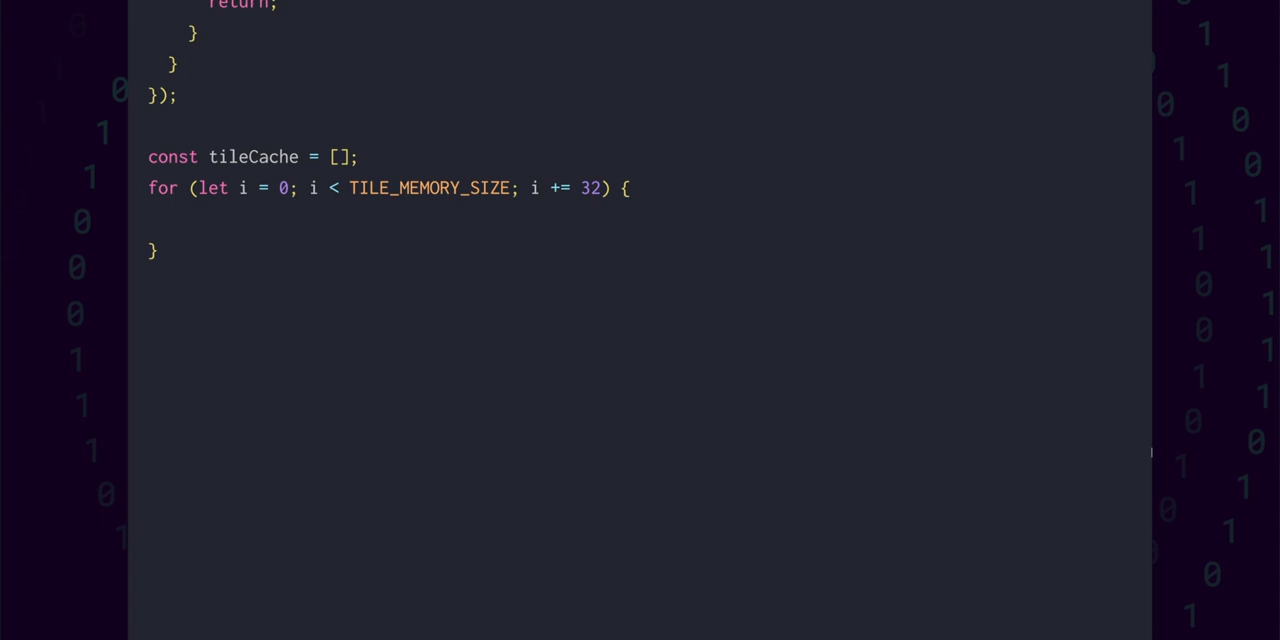 return;
}
}
});
const tileCache = [];
for (let i = 0; i < TILE_MEMORY_SIZE; i += 32) {
}